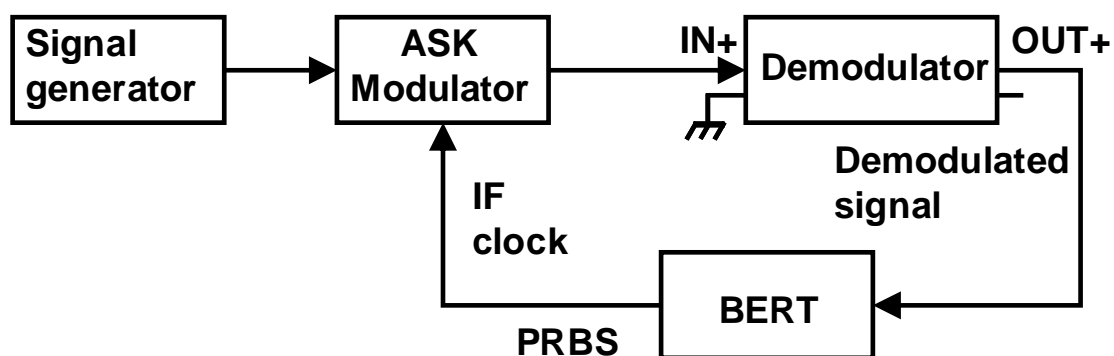 Signal
generator
ASK
Modulator
IN+
Demodulator
OUT+
Demodulated
signal
IF
clock
BERT
PRBS